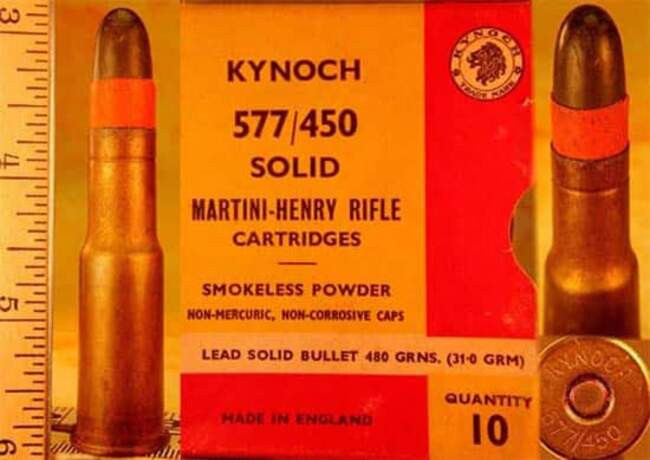 3
4
5
6
KYNOCH
577/450
SOLID
MARTINI-HENRY RIFLE
CARTRIDGES
SMOKELESS POWDER
NON-MERCURIC, NON-CORROSIVE CAPS
LEAD SOLID BULLET 480 GRNS. (31·0 GRM)
MADE IN ENGLAND
QUANTITY
10
KYNOCH
TRADE MARK
KYNOCH
577/450